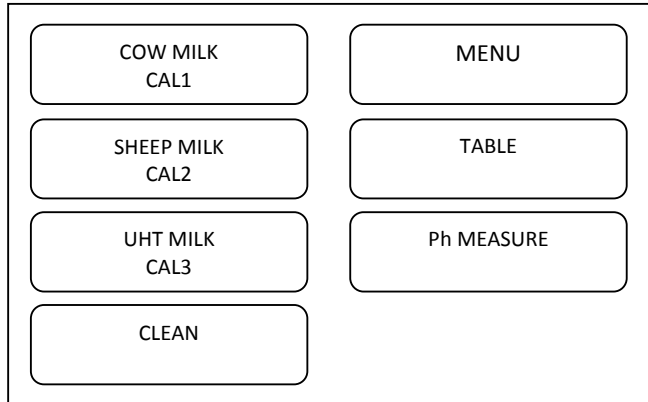 COW MILK
CAL1
MENU
SHEEP MILK
CAL2
TABLE
UHT MILK
CAL3
Ph MEASURE
CLEAN